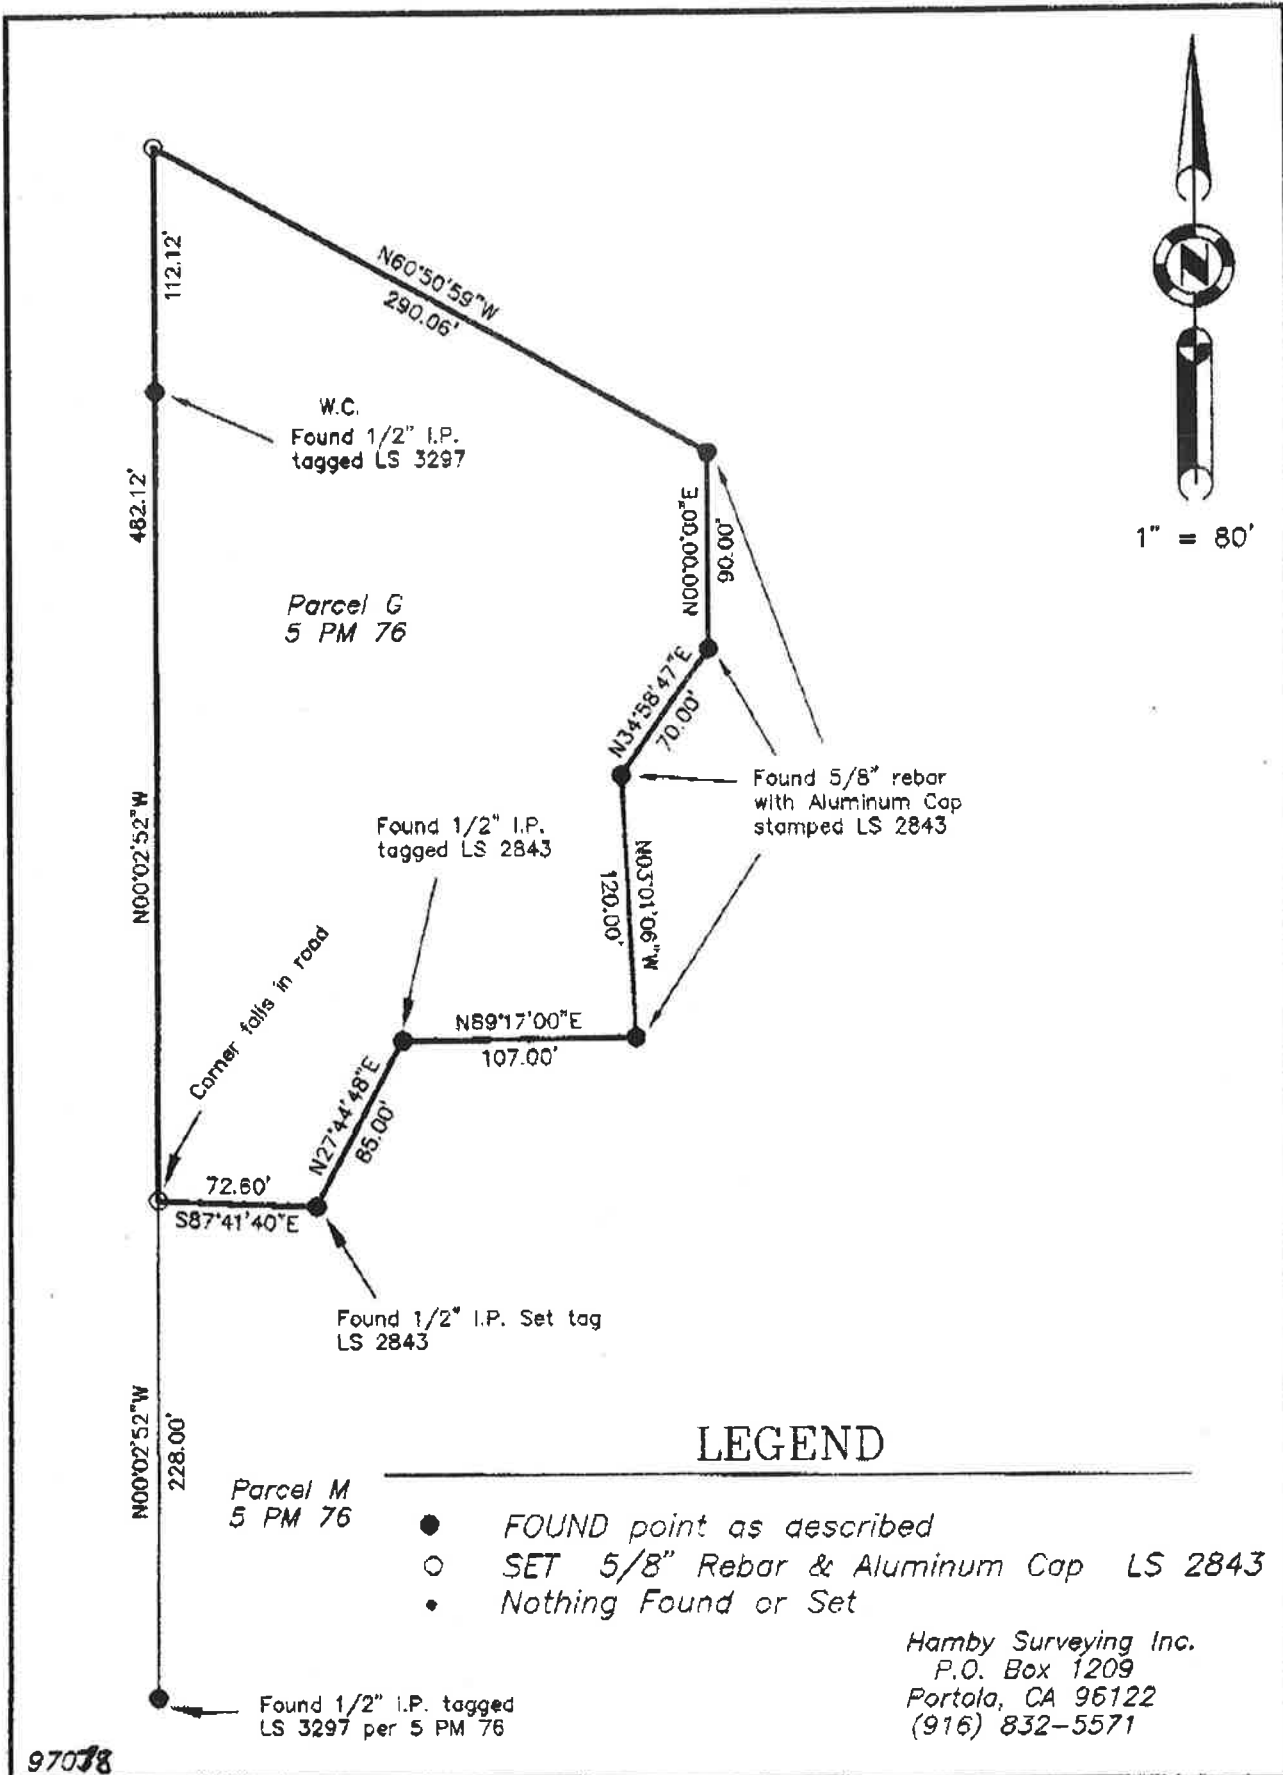 N60°50'59"W
290.06'
112.12'
W.C.
Found 1/2" I.P.
tagged LS 3297
482.12'
N00°00'00"E
90.00'
N
1" = 80'
Parcel G
5 PM 76
N34°58'47"E
70.00'
Found 5/8" rebar
with Aluminum Cap
stamped LS 2843
Found 1/2" I.P.
tagged LS 2843
N00°02'52"W
N03°01'06"W
120.00'
Corner falls in road
N89°17'00"E
107.00'
N27°44'48"E
85.00'
72.60'
S87°41'40"E
Found 1/2" I.P. Set tag
LS 2843
N00°02'52"W
228.00'
Parcel M
5 PM 76
LEGEND
FOUND point as described
SET 5/8" Rebar & Aluminum Cap LS 2843
Nothing Found or Set
Hamby Surveying Inc.
P.O. Box 1209
Portola, CA 96122
(916) 832-5571
Found 1/2" I.P. tagged
LS 3297 per 5 PM 76